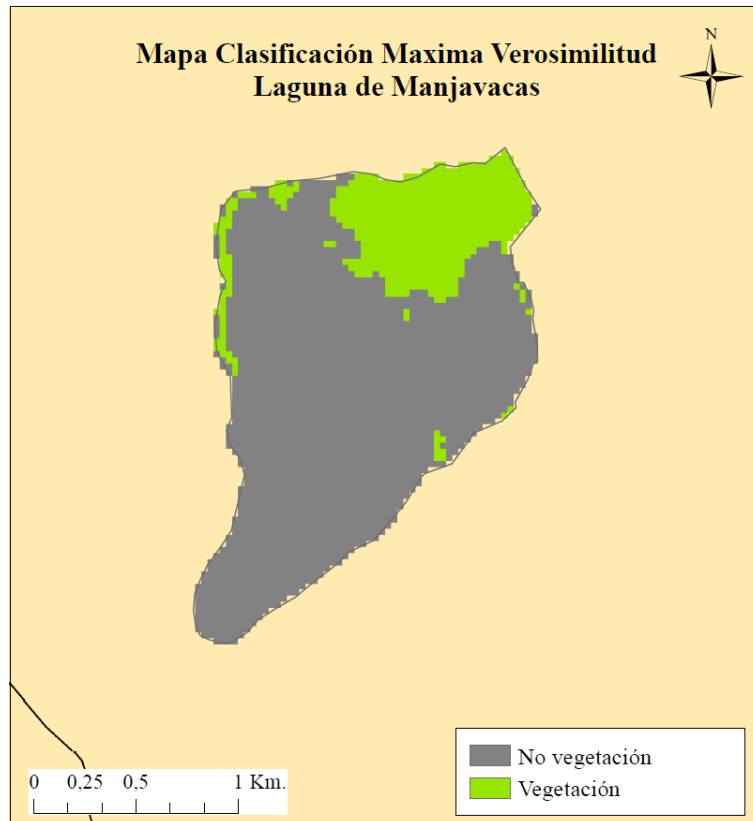 Mapa Clasificación Maxima Verosimilitud
Laguna de Manjavacas
N
No vegetación
Vegetación
0 0,25 0,5 1 Km.